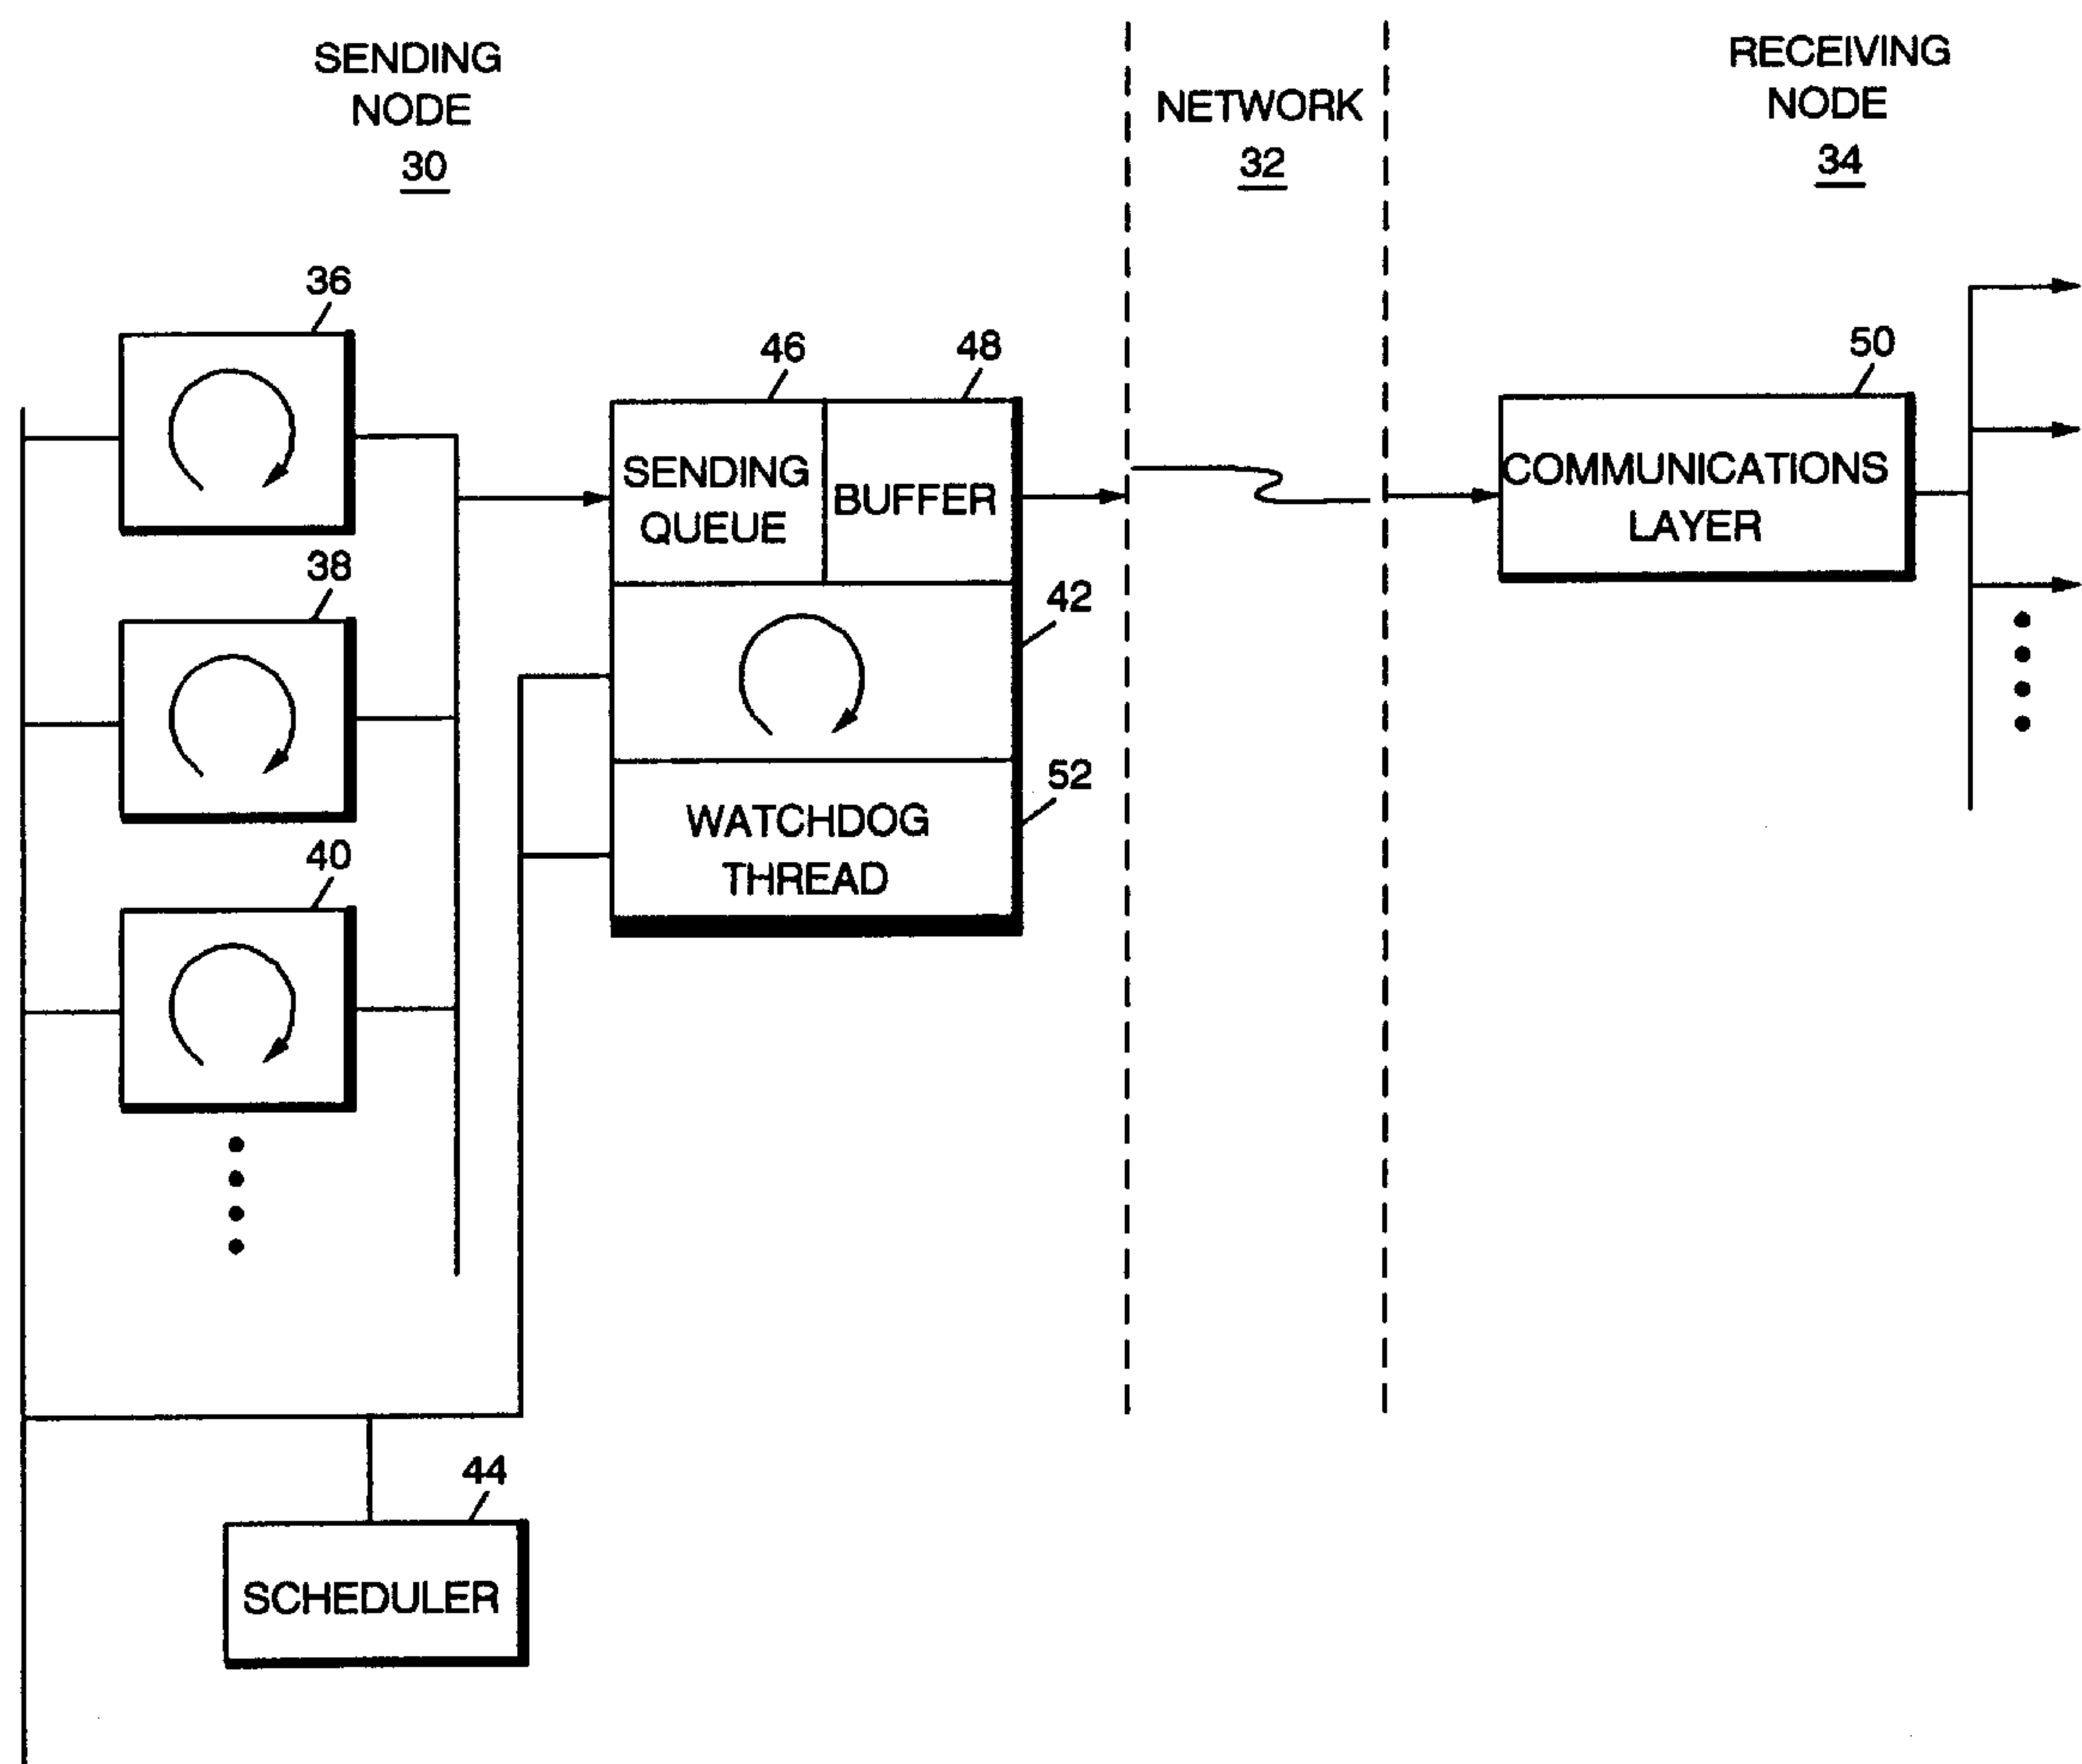 SENDING
NODE
30
NETWORK
32
RECEIVING
NODE
34
36
38
40
46
48
SENDING
QUEUE
BUFFER
42
52
WATCHDOG
THREAD
50
COMMUNICATIONS
LAYER
44
SCHEDULER